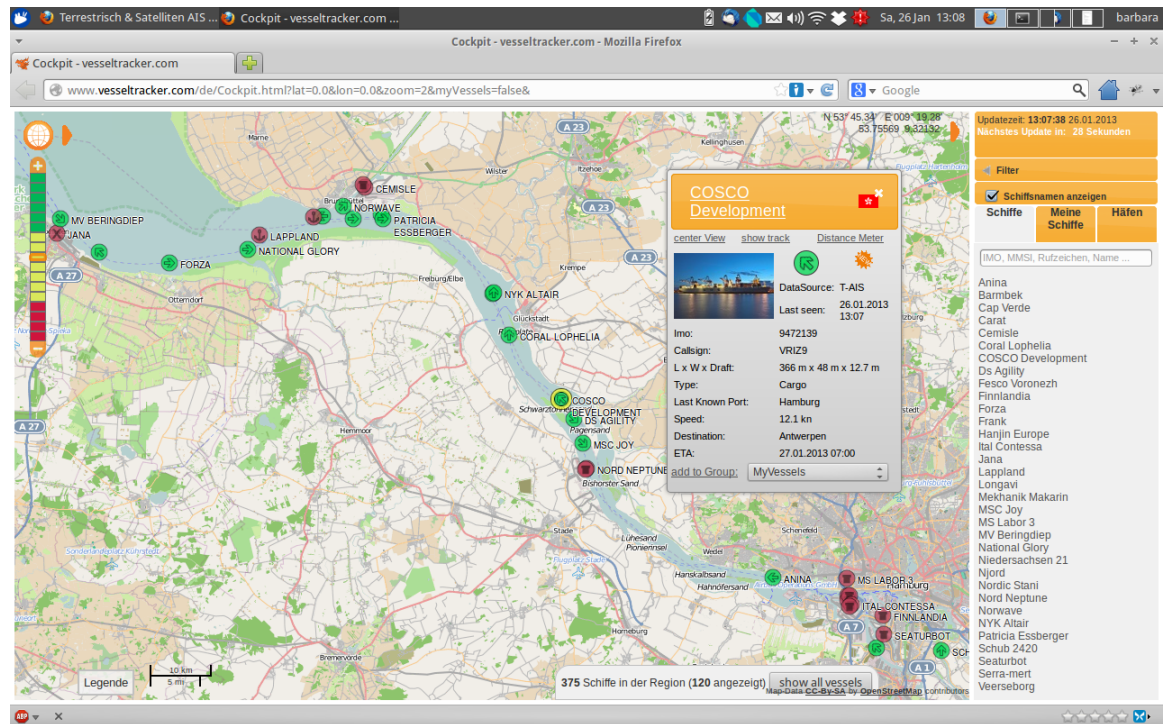 Terrestrisch & Satelliten AIS ... Cockpit - vesseltracker.com ... Sa, 26 Jan 13:08 barbara
Cockpit - vesseltracker.com - Mozilla Firefox
Cockpit - vesseltracker.com
www.vesseltracker.com/de/Cockpit.html?lat=0.0&lon=0.0&zoom=2&myVessels=false& Google
N 53° 45.34' E 009° 19.28'
53.75569 9.32132
Marne
A 23
Kellinghusen
Wilster
Itzehoe
CEMISLE
NORWAVE
PATRICIA
ESSBERGER
A 23
MV BERINGDIEP
JANA
LAPPLAND
NATIONAL GLORY
FORZA
A 27
A 23
Krempe
Freiburg/Elbe
Otterndorf
NYK ALTAIR
Glückstadt
CORAL LOPHELIA
COSCO
DEVELOPMENT
DS AGILITY
Pagensand
A 27
Hemmoor
MSC JOY
NORD NEPTUNE
Bishorster Sand
Stade
Lühesand
Pionierinsel
Wedel
Schenefeld
Hanskalbsand
Hahnöfersand
ANINA
MS LABOR 3
Hamburg
ITAL CONTESSA
FINNLANDIA
A 7
SEATURBOT
A 1
SCH
Horneburg
Bremervörde
COSCO
Development
center View show track Distance Meter
DataSource: T-AIS
Last seen: 26.01.2013
13:07
Imo: 9472139
Callsign: VRIZ9
L x W x Draft: 366 m x 48 m x 12.7 m
Type: Cargo
Last Known Port: Hamburg
Speed: 12.1 kn
Destination: Antwerpen
ETA: 27.01.2013 07:00
add to Group: MyVessels
Legende
10 km
5 mi
375 Schiffe in der Region (120 angezeigt) show all vessels
Map-Data CC-By-SA by OpenStreetMap contributors
Updatezeit: 13:07:38 26.01.2013
Nächstes Update in: 28 Sekunden
Filter
Schiffsnamen anzeigen
Schiffe Meine Schiffe Häfen
IMO, MMSI, Rufzeichen, Name ...
Anina
Barmbek
Cap Verde
Carat
Cemisle
Coral Lophelia
COSCO Development
Ds Agility
Fesco Voronezh
Finnlandia
Forza
Frank
Hanjin Europe
Ital Contessa
Jana
Lappland
Longavi
Mekhanik Makarin
MSC Joy
MS Labor 3
MV Beringdiep
National Glory
Niedersachsen 21
Njord
Nordic Stani
Nord Neptune
Norwave
NYK Altair
Patricia Essberger
Schub 2420
Seaturbot
Serra-mert
Veerseborg
ABP